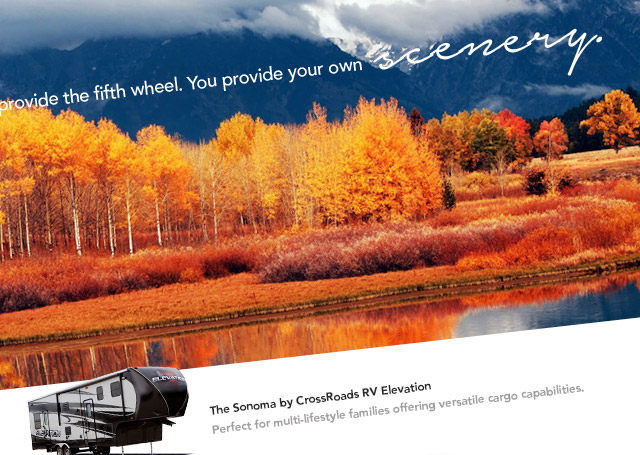 provide the fifth wheel. You provide your own scenery.
ELEVATION
The Sonoma by CrossRoads RV Elevation
Perfect for multi-lifestyle families offering versatile cargo capabilities.